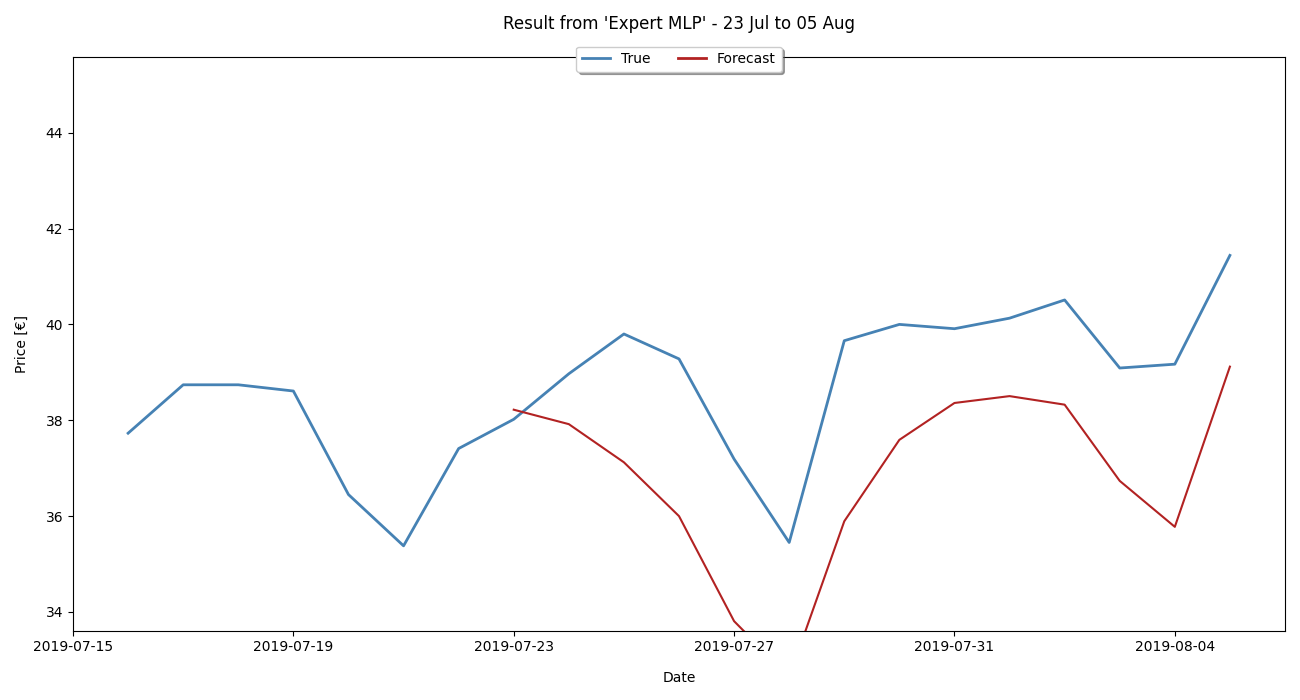 Result from 'Expert MLP' - 23 Jul to 05 Aug
True Forecast
44
42
40
38
36
34
Price [€]
2019-07-15 2019-07-19 2019-07-23 2019-07-27 2019-07-31 2019-08-04
Date